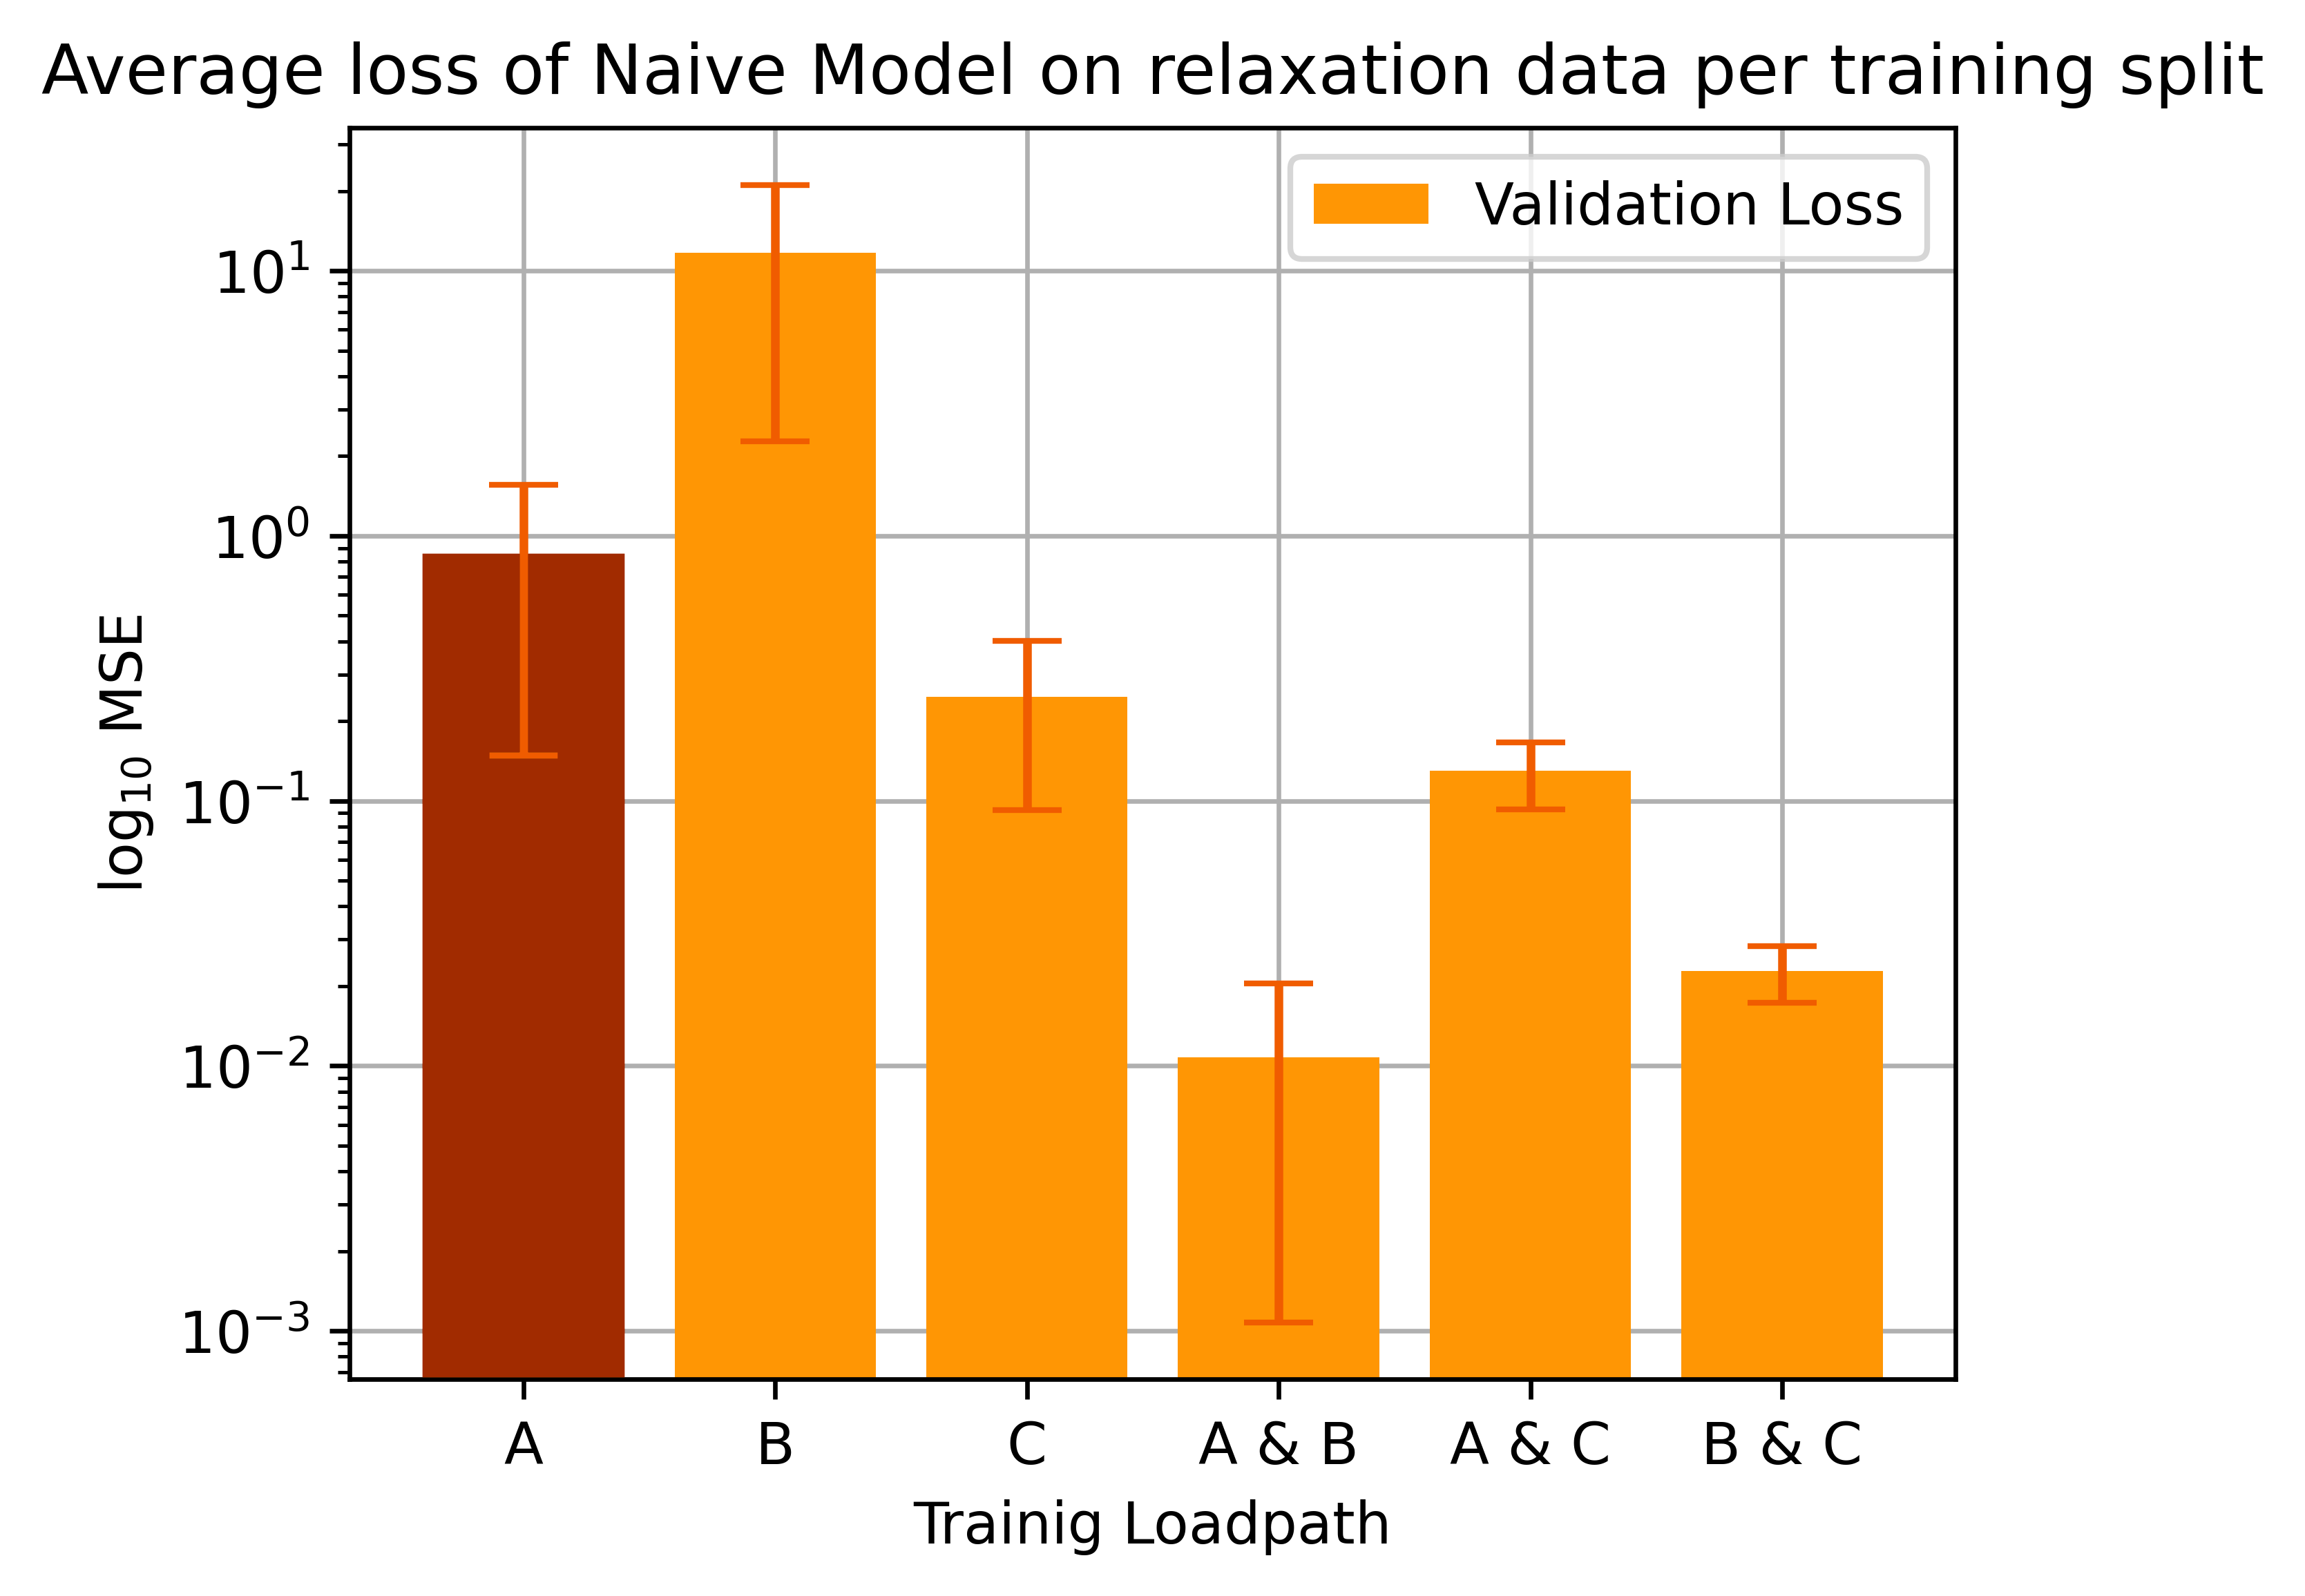 Average loss of Naive Model on relaxation data per training split
Validation Loss
10¹
10⁰
10⁻¹
10⁻²
10⁻³
log₁₀ MSE
A B C A & B A & C B & C
Trainig Loadpath